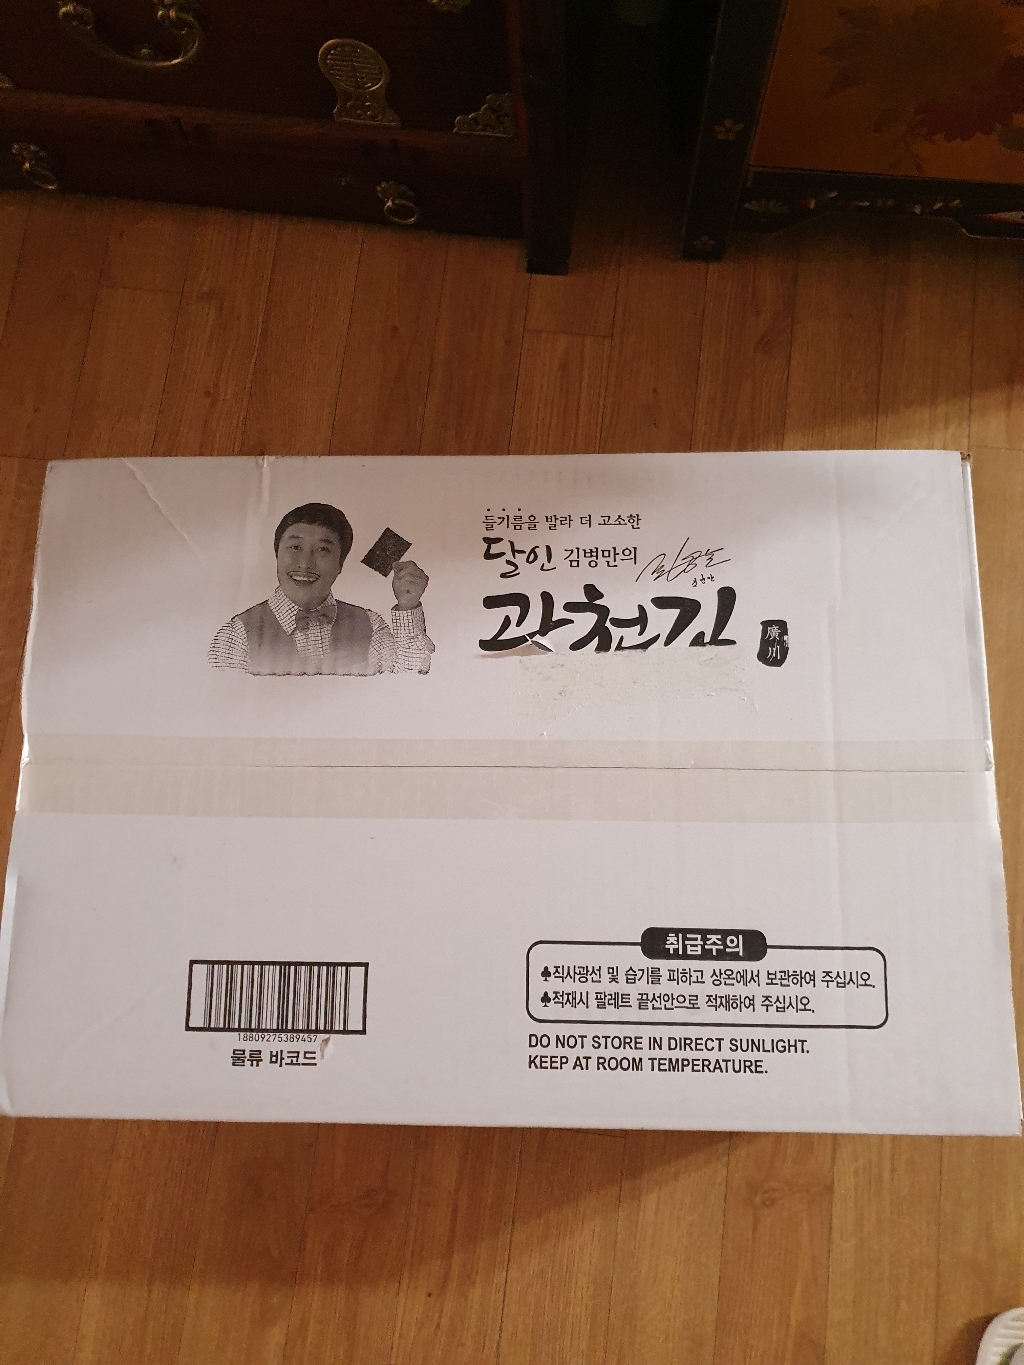 들기름을 발라 더 고소한
달인 김병만의
과천김
廣川
18809275389457
물류 바코드
취급주의
♣직사광선 및 습기를 피하고 상온에서 보관하여 주십시오.
♣적재시 팔레트 끝선안으로 적재하여 주십시오.
DO NOT STORE IN DIRECT SUNLIGHT.
KEEP AT ROOM TEMPERATURE.